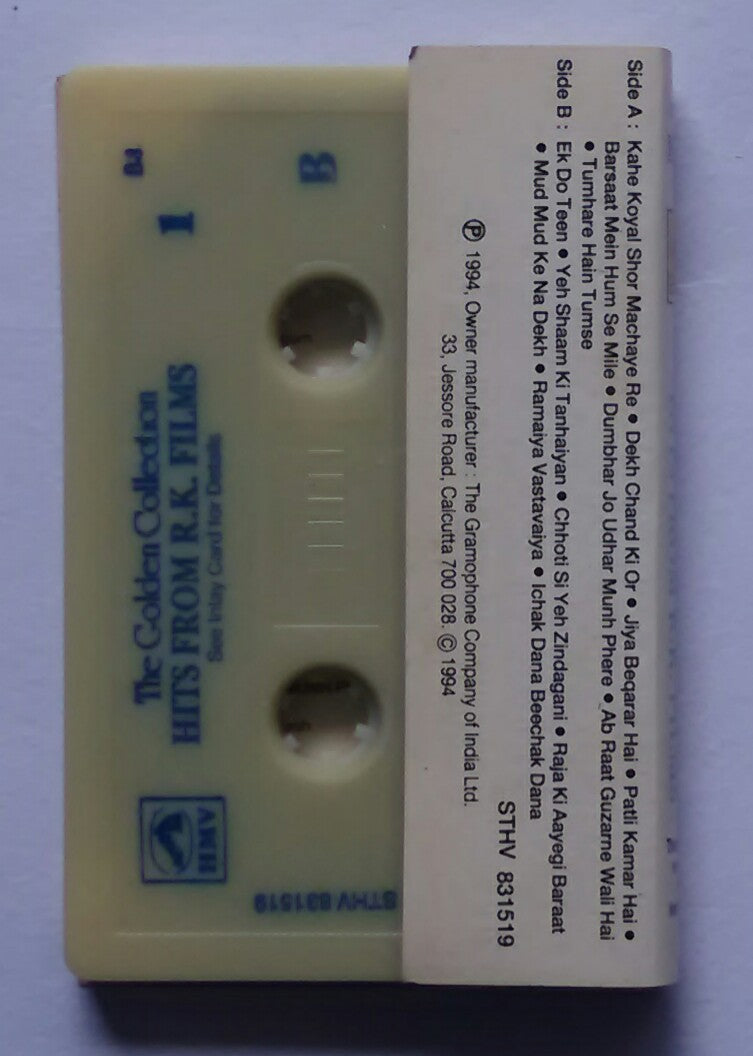 Side A : Kahe Koyal Shor Machaye Re • Dekh Chand Ki Or • Jiya Beqarar Hai • Patli Kamar Hai •
Barsaat Mein Hum Se Mile • Dumbhar Jo Udhar Munh Phere • Ab Raat Guzarne Wali Hai
• Tumhare Hain Tumse
Side B : Ek Do Teen • Yeh Shaam Ki Tanhaiyan • Chhoti Si Yeh Zindagani • Raja Ki Aayegi Baraat
• Mud Mud Ke Na Dekh • Ramaiya Vastavaiya • Ichak Dana Beechak Dana
STHV 831519
Ⓟ 1994, Owner manufacturer : The Gramophone Company of India Ltd.
33, Jessore Road, Calcutta 700 028. © 1994
B
1
The Golden Collection
HITS FROM R.K. FILMS
See Inlay Card For Details
HMV
STHV 831519